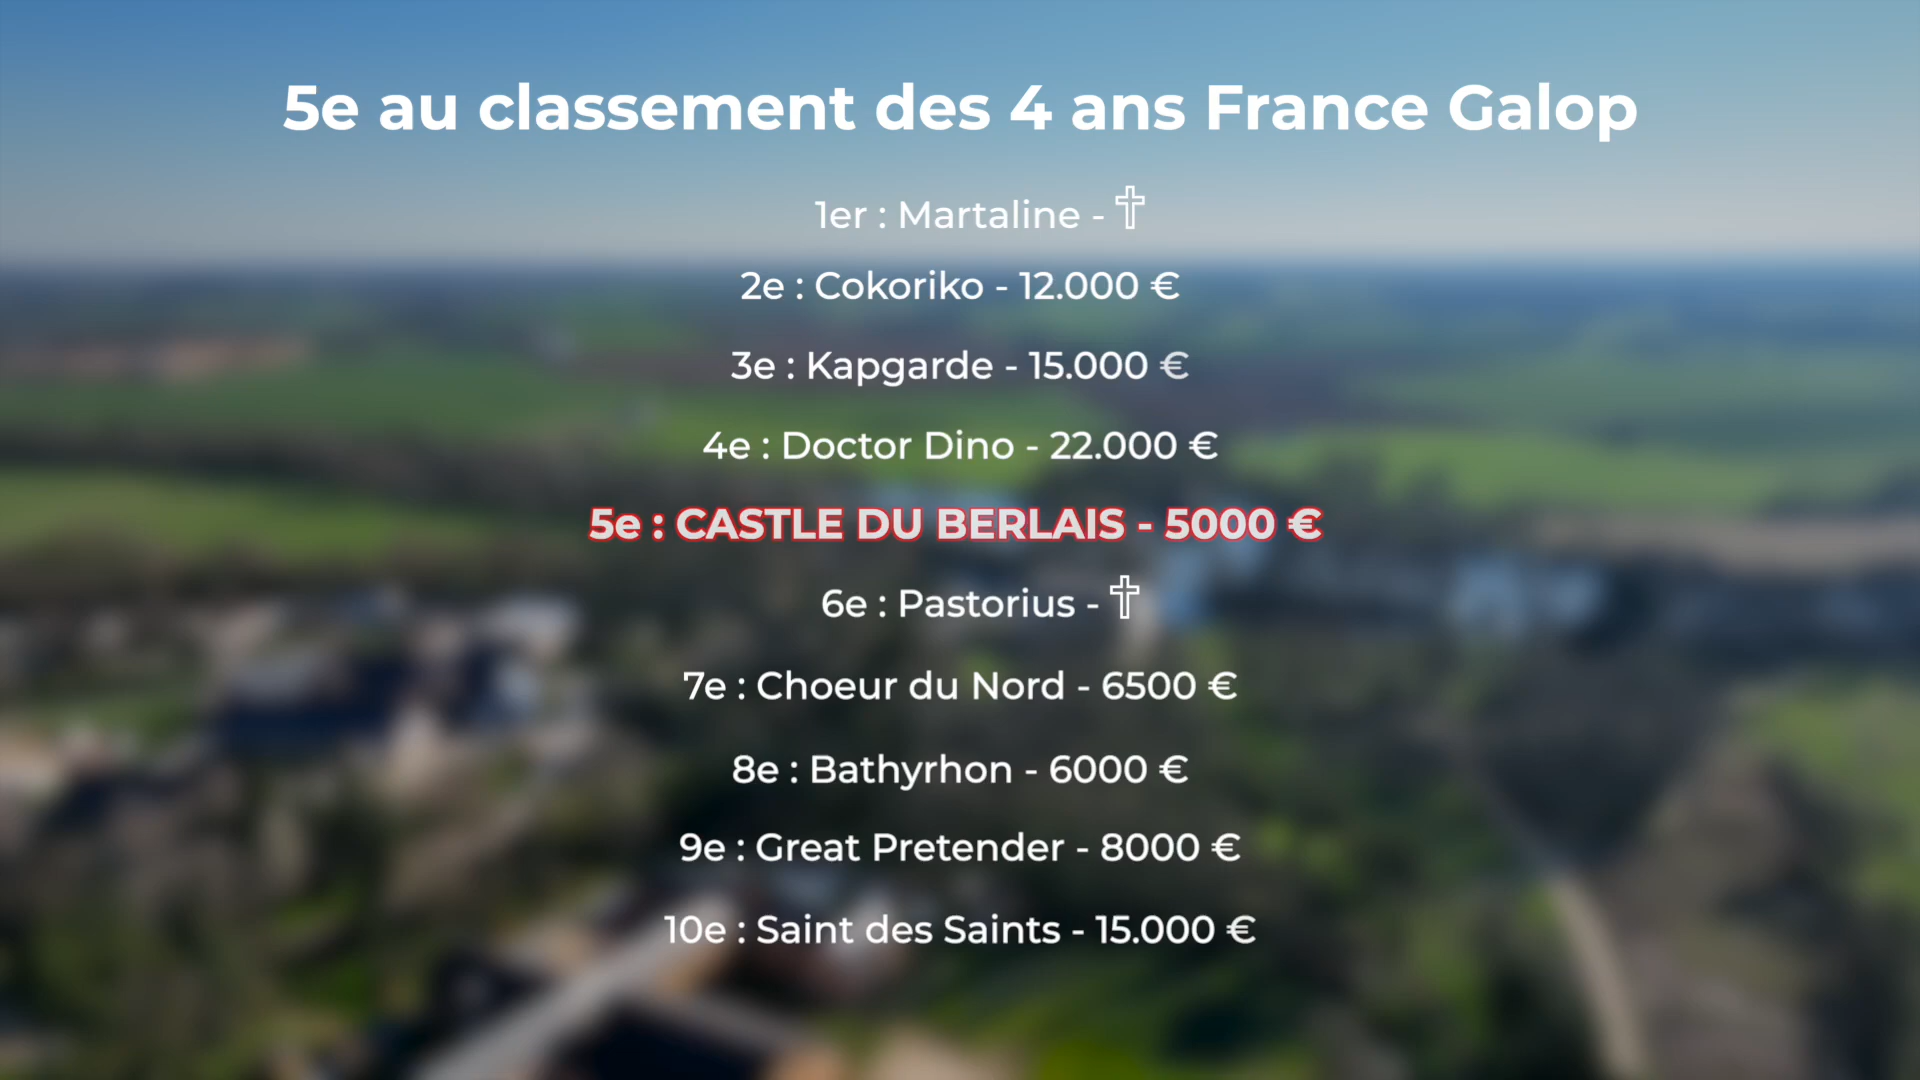 5e au classement des 4 ans France Galop
1er : Martaline - ✝
2e : Cokoriko - 12.000 €
3e : Kapgarde - 15.000 €
4e : Doctor Dino - 22.000 €
5e : CASTLE DU BERLAIS - 5000 €
6e : Pastorius - ✝
7e : Choeur du Nord - 6500 €
8e : Bathyrhon - 6000 €
9e : Great Pretender - 8000 €
10e : Saint des Saints - 15.000 €